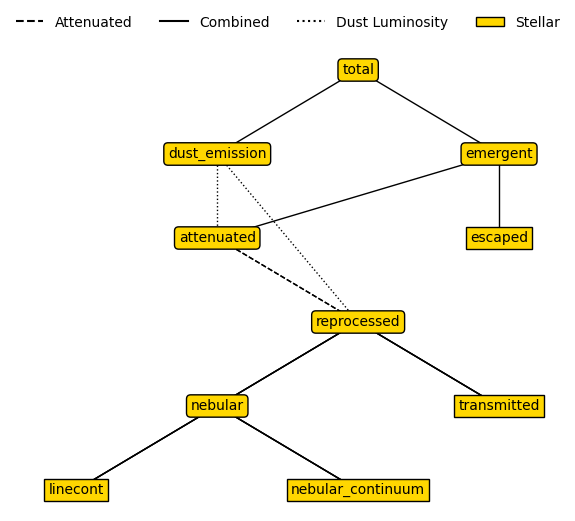 Attenuated Combined Dust Luminosity Stellar
total
dust_emission emergent
attenuated escaped
reprocessed
nebular transmitted
linecont nebular_continuum